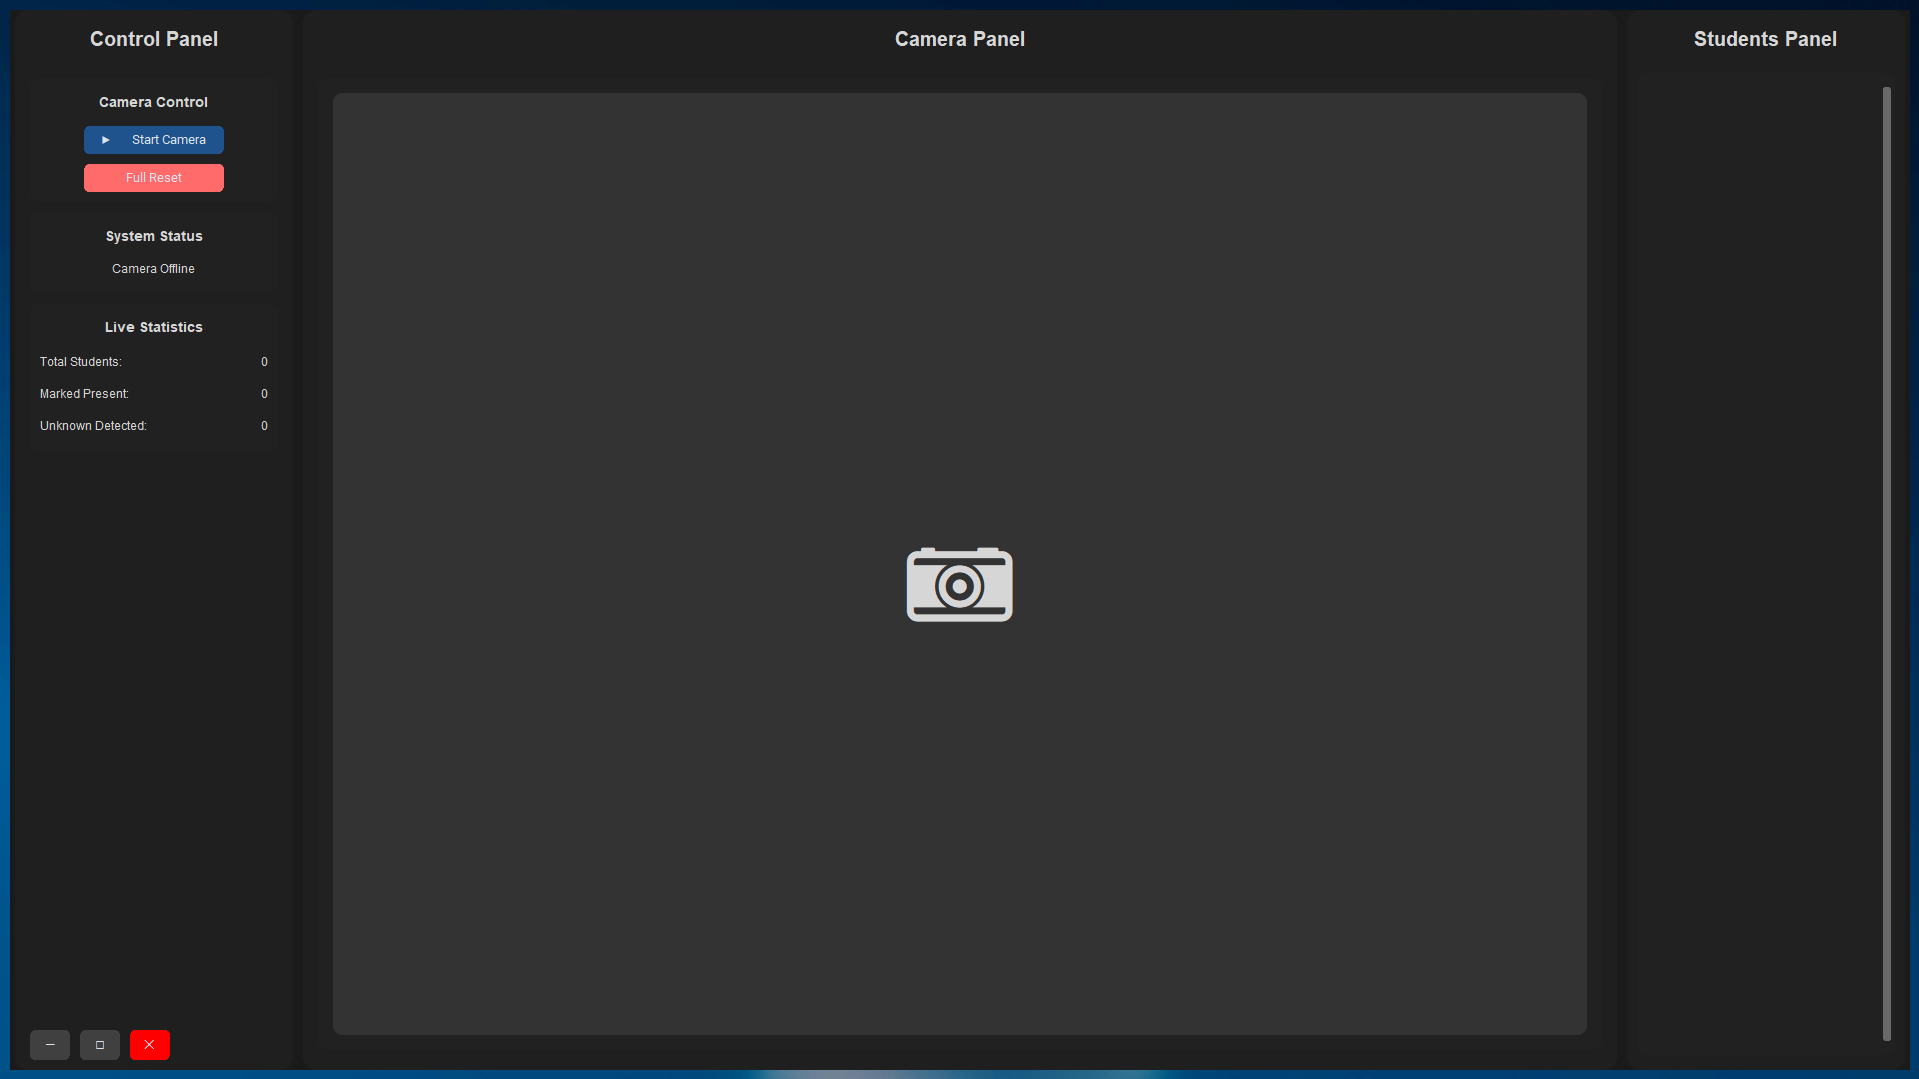 Control Panel
Camera Control
Start Camera
Full Reset
System Status
Camera Offline
Live Statistics
Total Students: 0
Marked Present: 0
Unknown Detected: 0
Camera Panel
Students Panel